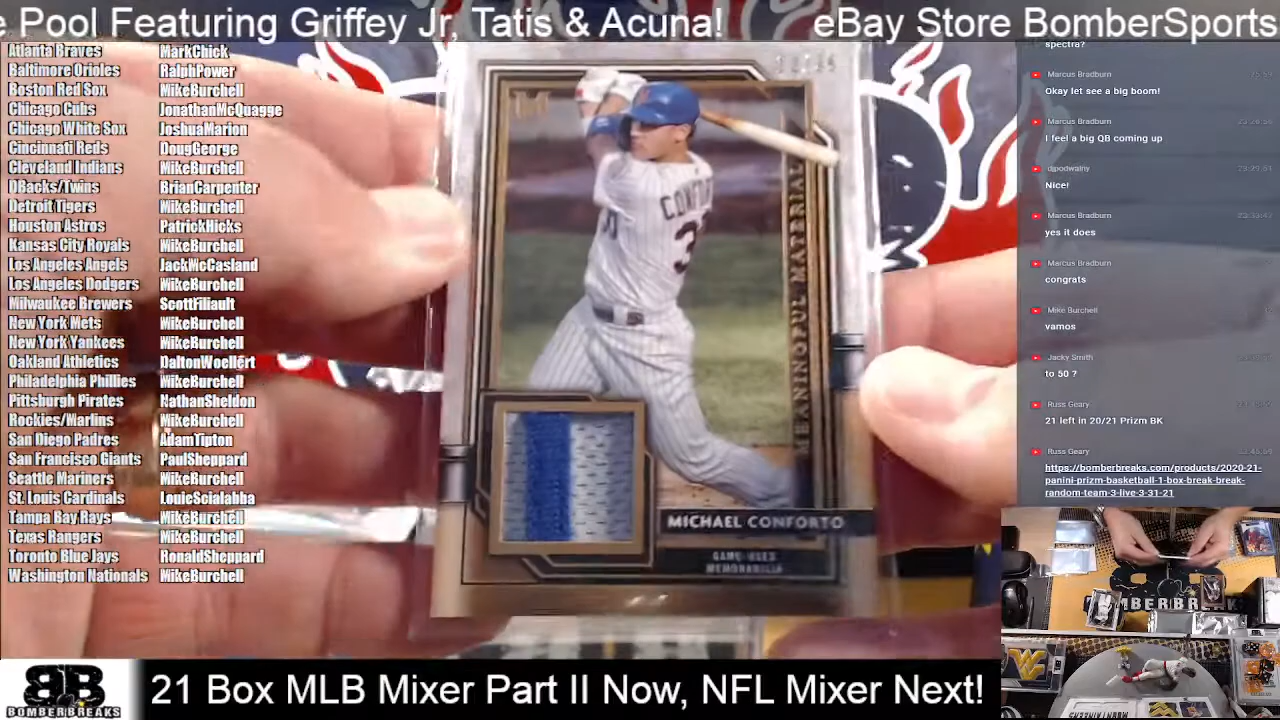 e Pool Featuring Griffey Jr, Tatis & Acuna!
eBay Store BomberSports
Atlanta Braves MarkChick
Baltimore Orioles RalphPower
Boston Red Sox MikeBurchell
Chicago Cubs JonathanMcQuagge
Chicago White Sox JoshuaMarion
Cincinnati Reds DougGeorge
Cleveland Indians MikeBurchell
DBacks/Twins BrianCarpenter
Detroit Tigers MikeBurchell
Houston Astros PatrickHicks
Kansas City Royals MikeBurchell
Los Angeles Angels JackMcCasland
Los Angeles Dodgers MikeBurchell
Milwaukee Brewers ScottFiliault
New York Mets MikeBurchell
New York Yankees MikeBurchell
Oakland Athletics DaltonWoellert
Philadelphia Phillies MikeBurchell
Pittsburgh Pirates NathanSheldon
Rockies/Marlins MikeBurchell
San Diego Padres AdamTipton
San Francisco Giants PaulSheppard
Seattle Mariners MikeBurchell
St. Louis Cardinals LouieScialabba
Tampa Bay Rays MikeBurchell
Texas Rangers MikeBurchell
Toronto Blue Jays RonaldSheppard
Washington Nationals MikeBurchell
CONFORTO
MEANINGFUL MATERIAL
MICHAEL CONFORTO
GAME-USED
MEMORABILIA
spectra?
Marcus Bradburn
Okay let see a big boom!
Marcus Bradburn
I feel a big QB coming up
djpodwalny
Nice!
Marcus Bradburn
yes it does
Marcus Bradburn
congrats
Mike Burchell
vamos
Jacky Smith
to 50 ?
Russ Geary
21 left in 20/21 Prizm BK
Russ Geary
https://bomberbreaks.com/products/2020-21-
panini-prizm-basketball-1-box-break-break-
random-team-3-live-3-31-21
BB
BOMBERBREAKS
21 Box MLB Mixer Part II Now, NFL Mixer Next!